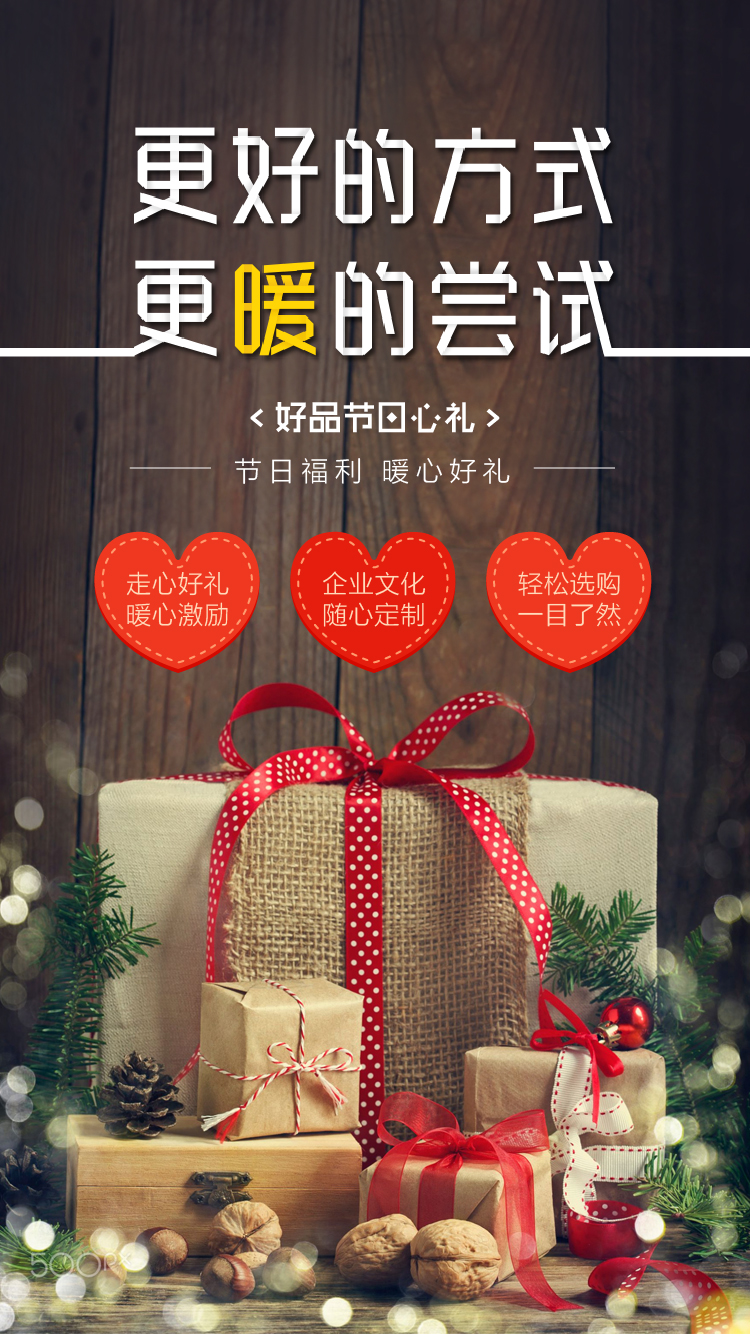 更好的方式
更暖的尝试
<好品节日心礼>
节日福利 暖心好礼
走心好礼
暖心激励
企业文化
随心定制
轻松选购
一目了然